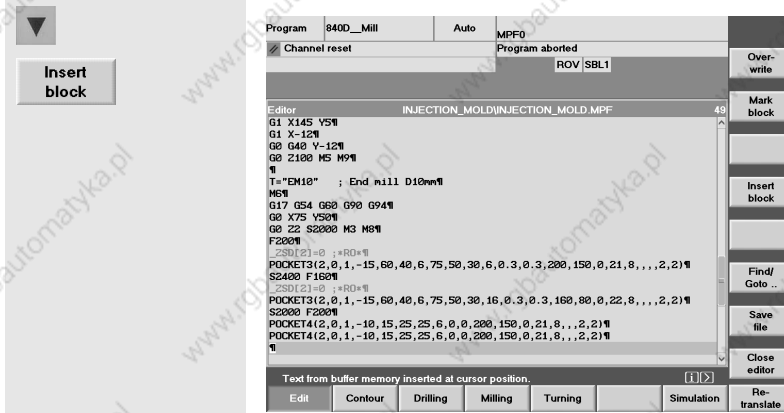 Insert
block
Program 840D__Mill Auto MPF0
Channel reset Program aborted
ROV SBL1
Editor INJECTION_MOLD\INJECTION_MOLD.MPF 49
G1 X145 Y5¶
G1 X-12¶
G0 G40 Y-12¶
G0 Z100 M5 M9¶
¶
T="EM10" ; End mill D10mm¶
M6¶
G17 G54 G60 G90 G94¶
G0 X75 Y50¶
G0 Z2 S2000 M3 M8¶
F200¶
_ZSD[2]=0 ;*RO*¶
POCKET3(2,0,1,-15,60,40,6,75,50,30,6,0.3,0.3,200,150,0,21,8,,,,2,2)¶
S2400 F160¶
_ZSD[2]=0 ;*RO*¶
POCKET3(2,0,1,-15,60,40,6,75,50,30,16,0.3,0.3,160,80,0,22,8,,,,2,2)¶
S2000 F200¶
POCKET4(2,0,1,-10,15,25,25,6,0,0,200,150,0,21,8,,,2,2)¶
POCKET4(2,0,1,-10,15,25,25,6,0,0,200,150,0,21,8,,,2,2)¶
¶
Text from buffer memory inserted at cursor position.
Edit Contour Drilling Milling Turning Simulation
Over-
write
Mark
block
Insert
block
Find/
Goto ..
Save
file
Close
editor
Re-
translate
www.rgbautomatyka.pl